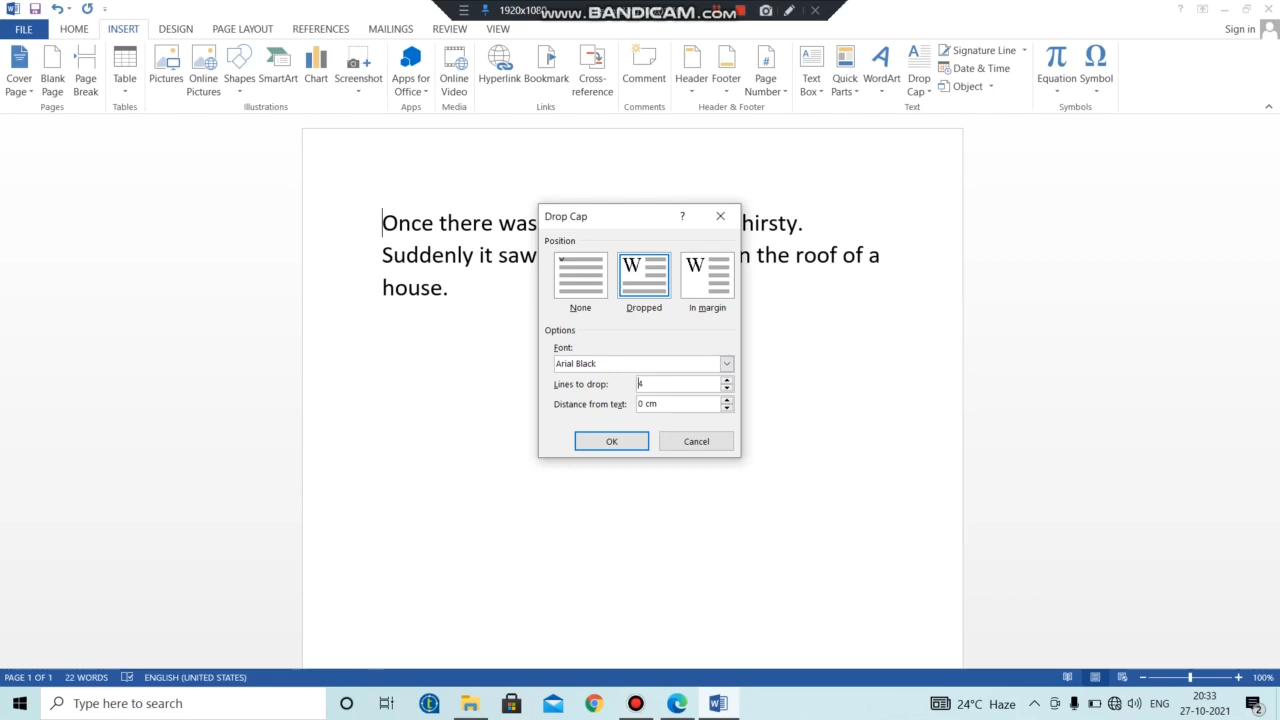 1920x1080
www.BANDICAM.com
FILE HOME INSERT DESIGN PAGE LAYOUT REFERENCES MAILINGS REVIEW VIEW Sign in
Cover Page Blank Page Page Break Table Pictures Online Pictures Shapes SmartArt Chart Screenshot Apps for Office Online Video Hyperlink Bookmark Cross-reference Comment Header Footer Page Number Text Box Quick Parts WordArt Drop Cap Signature Line Date & Time Object Equation Symbol
Pages Tables Illustrations Apps Media Links Comments Header & Footer Text Symbols
Once there was hirsty.
Suddenly it saw n the roof of a
house.
Drop Cap ?
Position
W W W
None Dropped In margin
Options
Font:
Arial Black
Lines to drop: 4
Distance from text: 0 cm
OK Cancel
PAGE 1 OF 1 22 WORDS ENGLISH (UNITED STATES) 100%
Type here to search 24°C Haze ENG 20:33 27-10-2021 2